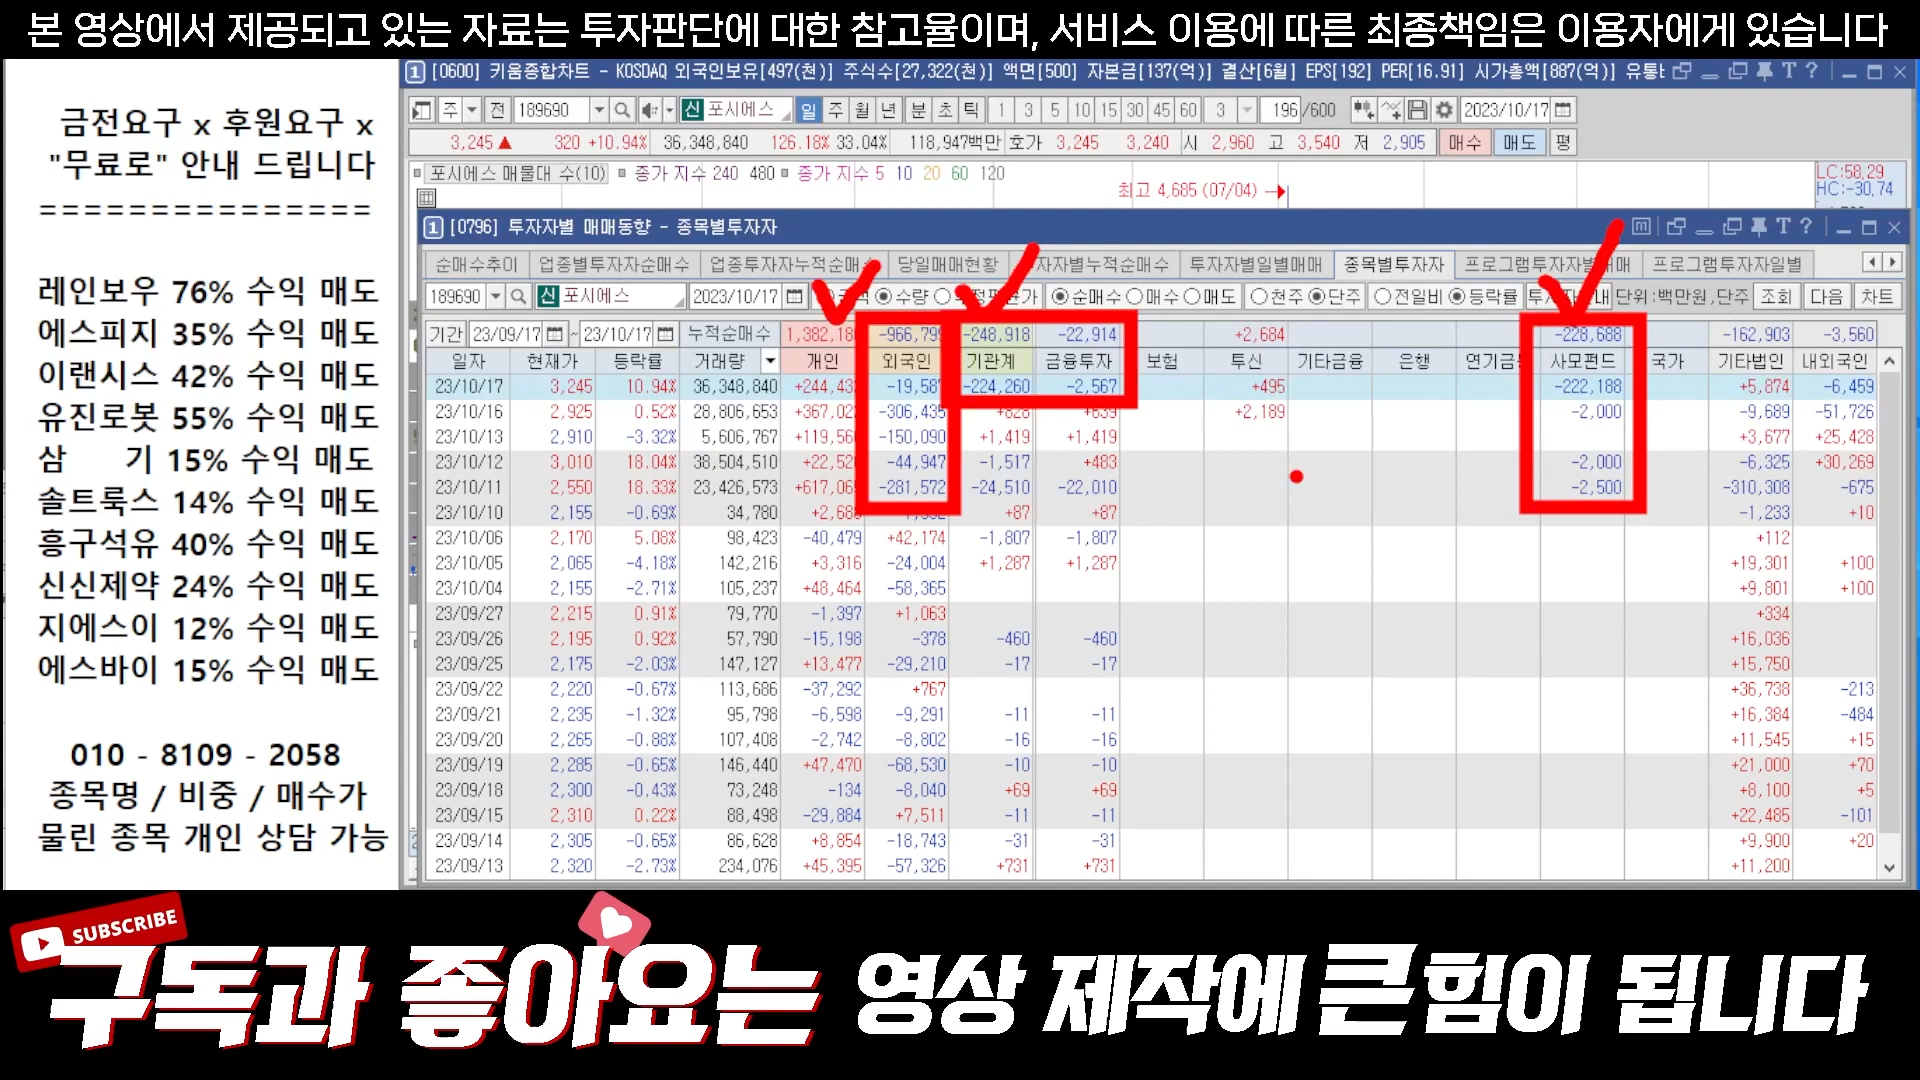 본 영상에서 제공되고 있는 자료는 투자판단에 대한 참고율이며, 서비스 이용에 따른 최종책임은 이용자에게 있습니다
금전요구 x 후원요구 x
"무료로" 안내 드립니다
===============
레인보우 76% 수익 매도
에스피지 35% 수익 매도
이랜시스 42% 수익 매도
유진로봇 55% 수익 매도
삼 기 15% 수익 매도
솔트룩스 14% 수익 매도
흥구석유 40% 수익 매도
신신제약 24% 수익 매도
지에스이 12% 수익 매도
에스바이 15% 수익 매도
010 - 8109 - 2058
종목명 / 비중 / 매수가
물린 종목 개인 상담 가능
1 [0600] 키움종합차트 - KOSDAQ 외국인보유[497(천)] 주식수[27,322(천)] 액면[500] 자본금[137(억)] 결산[6월] EPS[192] PER[16.91] 시가총액[887(억)] 유통
주 전 189690 신 포시에스 일 주 월 년 분 초 틱 1 3 5 10 15 30 45 60 3 196 /600 2023/10/17
3,245 ▲ 320 +10.94% 36,348,840 126.18% 33.04% 118,947백만 호가 3,245 3,240 시 2,960 고 3,540 저 2,905 매수 매도 평
포시에스 매물대 수(10) 종가 지수 240 480 종가 지수 5 10 20 60 120
최고 4,685 (07/04)
LC:58,29
HC:-30,74
1 [0796] 투자자별 매매동향 - 종목별투자자
순매수추이 업종별투자자순매수 업종투자자누적순매수 당일매매현황 자별누적순매수 투자자별일별매매 종목별투자자 프로그램투자자별매매 프로그램투자자일별
189690 신 포시에스 2023/10/17 수량 순매수 매수 매도 천주 단주 전일비 등락률 단위:백만원,단주 조회 다음 차트
기간 23/09/17 ~ 23/10/17 누적순매수 -248,918 -22,914 +2,684 -228,688 -162,903 -3,560
일자 현재가 등락률 거래량 개인 외국인 기관계 금융투자 보험 투신 기타금융 은행 연기금 사모펀드 국가 기타법인 내외국인
23/10/17 3,245 10.94% 36,348,840 -224,260 -2,567 +495 -222,188 +5,874 -6,459
23/10/16 2,925 0.52% 28,806,653 -306,435 +828 +639 +2,189 -2,000 -9,689 -51,726
23/10/13 2,910 -3.32% 5,606,767 -150,090 +1,419 +1,419 +3,677 +25,428
23/10/12 3,010 18.04% 38,504,510 -44,947 -1,517 +483 -2,000 -6,325 +30,269
23/10/11 2,550 18.33% 23,426,573 -281,572 -24,510 -22,010 -2,500 -310,308 -675
23/10/10 2,155 -0.69% 34,780 +87 +87 -1,233 +10
23/10/06 2,170 5.08% 98,423 -40,479 +42,174 -1,807 -1,807 +112
23/10/05 2,065 -4.18% 142,216 +3,316 -24,004 +1,287 +1,287 +19,301 +100
23/10/04 2,155 -2.71% 105,237 +48,464 -58,365 +9,801 +100
23/09/27 2,215 0.91% 79,770 -1,397 +1,063 +334
23/09/26 2,195 0.92% 57,790 -15,198 -378 -460 -460 +16,036
23/09/25 2,175 -2.03% 147,127 +13,477 -29,210 -17 -17 +15,750
23/09/22 2,220 -0.67% 113,686 -37,292 +767 +36,738 -213
23/09/21 2,235 -1.32% 95,798 -6,598 -9,291 -11 -11 +16,384 -484
23/09/20 2,265 -0.88% 107,408 -2,742 -8,802 -16 -16 +11,545 +15
23/09/19 2,285 -0.65% 146,440 +47,470 -68,530 -10 -10 +21,000 +70
23/09/18 2,300 -0.43% 73,248 -134 -8,040 +69 +69 +8,100 +5
23/09/15 2,310 0.22% 88,498 -29,884 +7,511 -11 -11 +22,485 -101
23/09/14 2,305 -0.65% 86,628 +8,854 -18,743 -31 -31 +9,900 +20
23/09/13 2,320 -2.73% 234,076 +45,395 -57,326 +731 +731 +11,200
SUBSCRIBE
구독과 좋아요는 영상 제작에 큰 힘이 됩니다